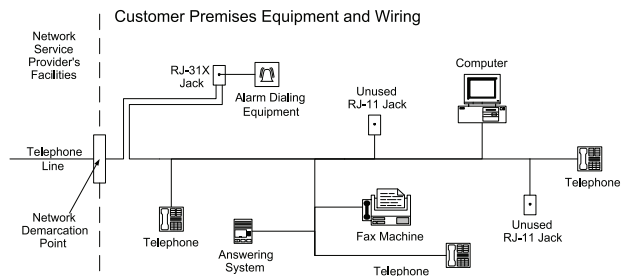 Customer Premises Equipment and Wiring
Network
Service
Provider's
Facilities
RJ-31X
Jack
Alarm Dialing
Equipment
Unused
RJ-11 Jack
Computer
Telephone
Line
Network
Demarcation
Point
Telephone
Answering
System
Fax Machine
Telephone
Unused
RJ-11 Jack
Telephone